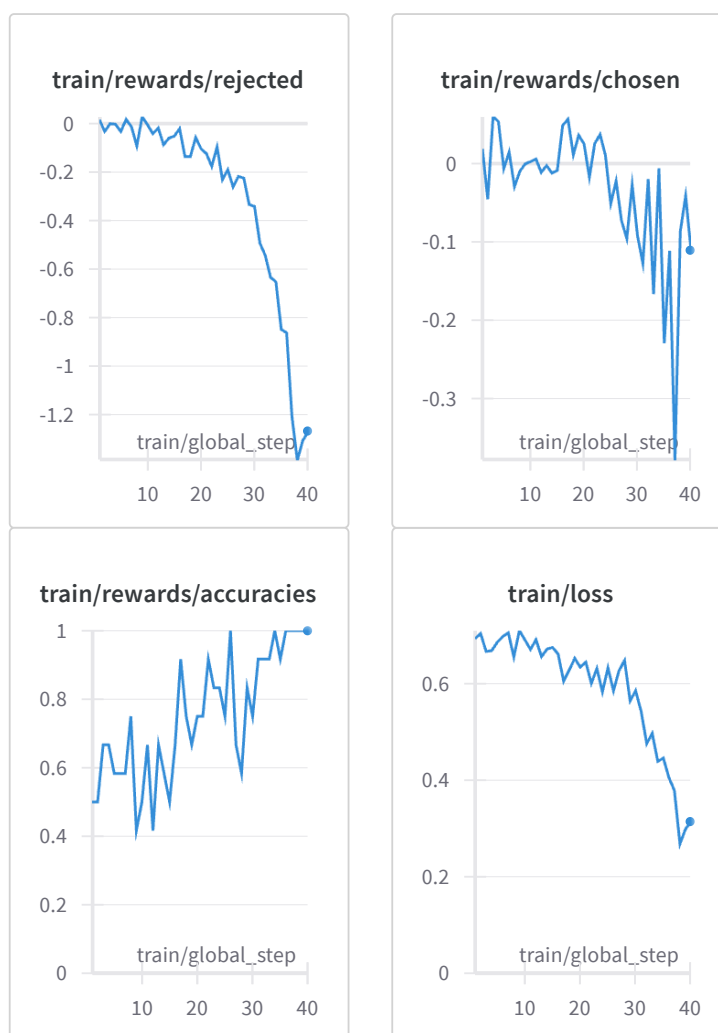 train/rewards/rejected
0
-0.2
-0.4
-0.6
-0.8
-1
-1.2
train/global_step
10 20 30 40
train/rewards/chosen
0
-0.1
-0.2
-0.3
train/global_step
10 20 30 40
train/rewards/accuracies
1
0.8
0.6
0.4
0.2
0
train/global_step
10 20 30 40
train/loss
0.6
0.4
0.2
0
train/global_step
10 20 30 40